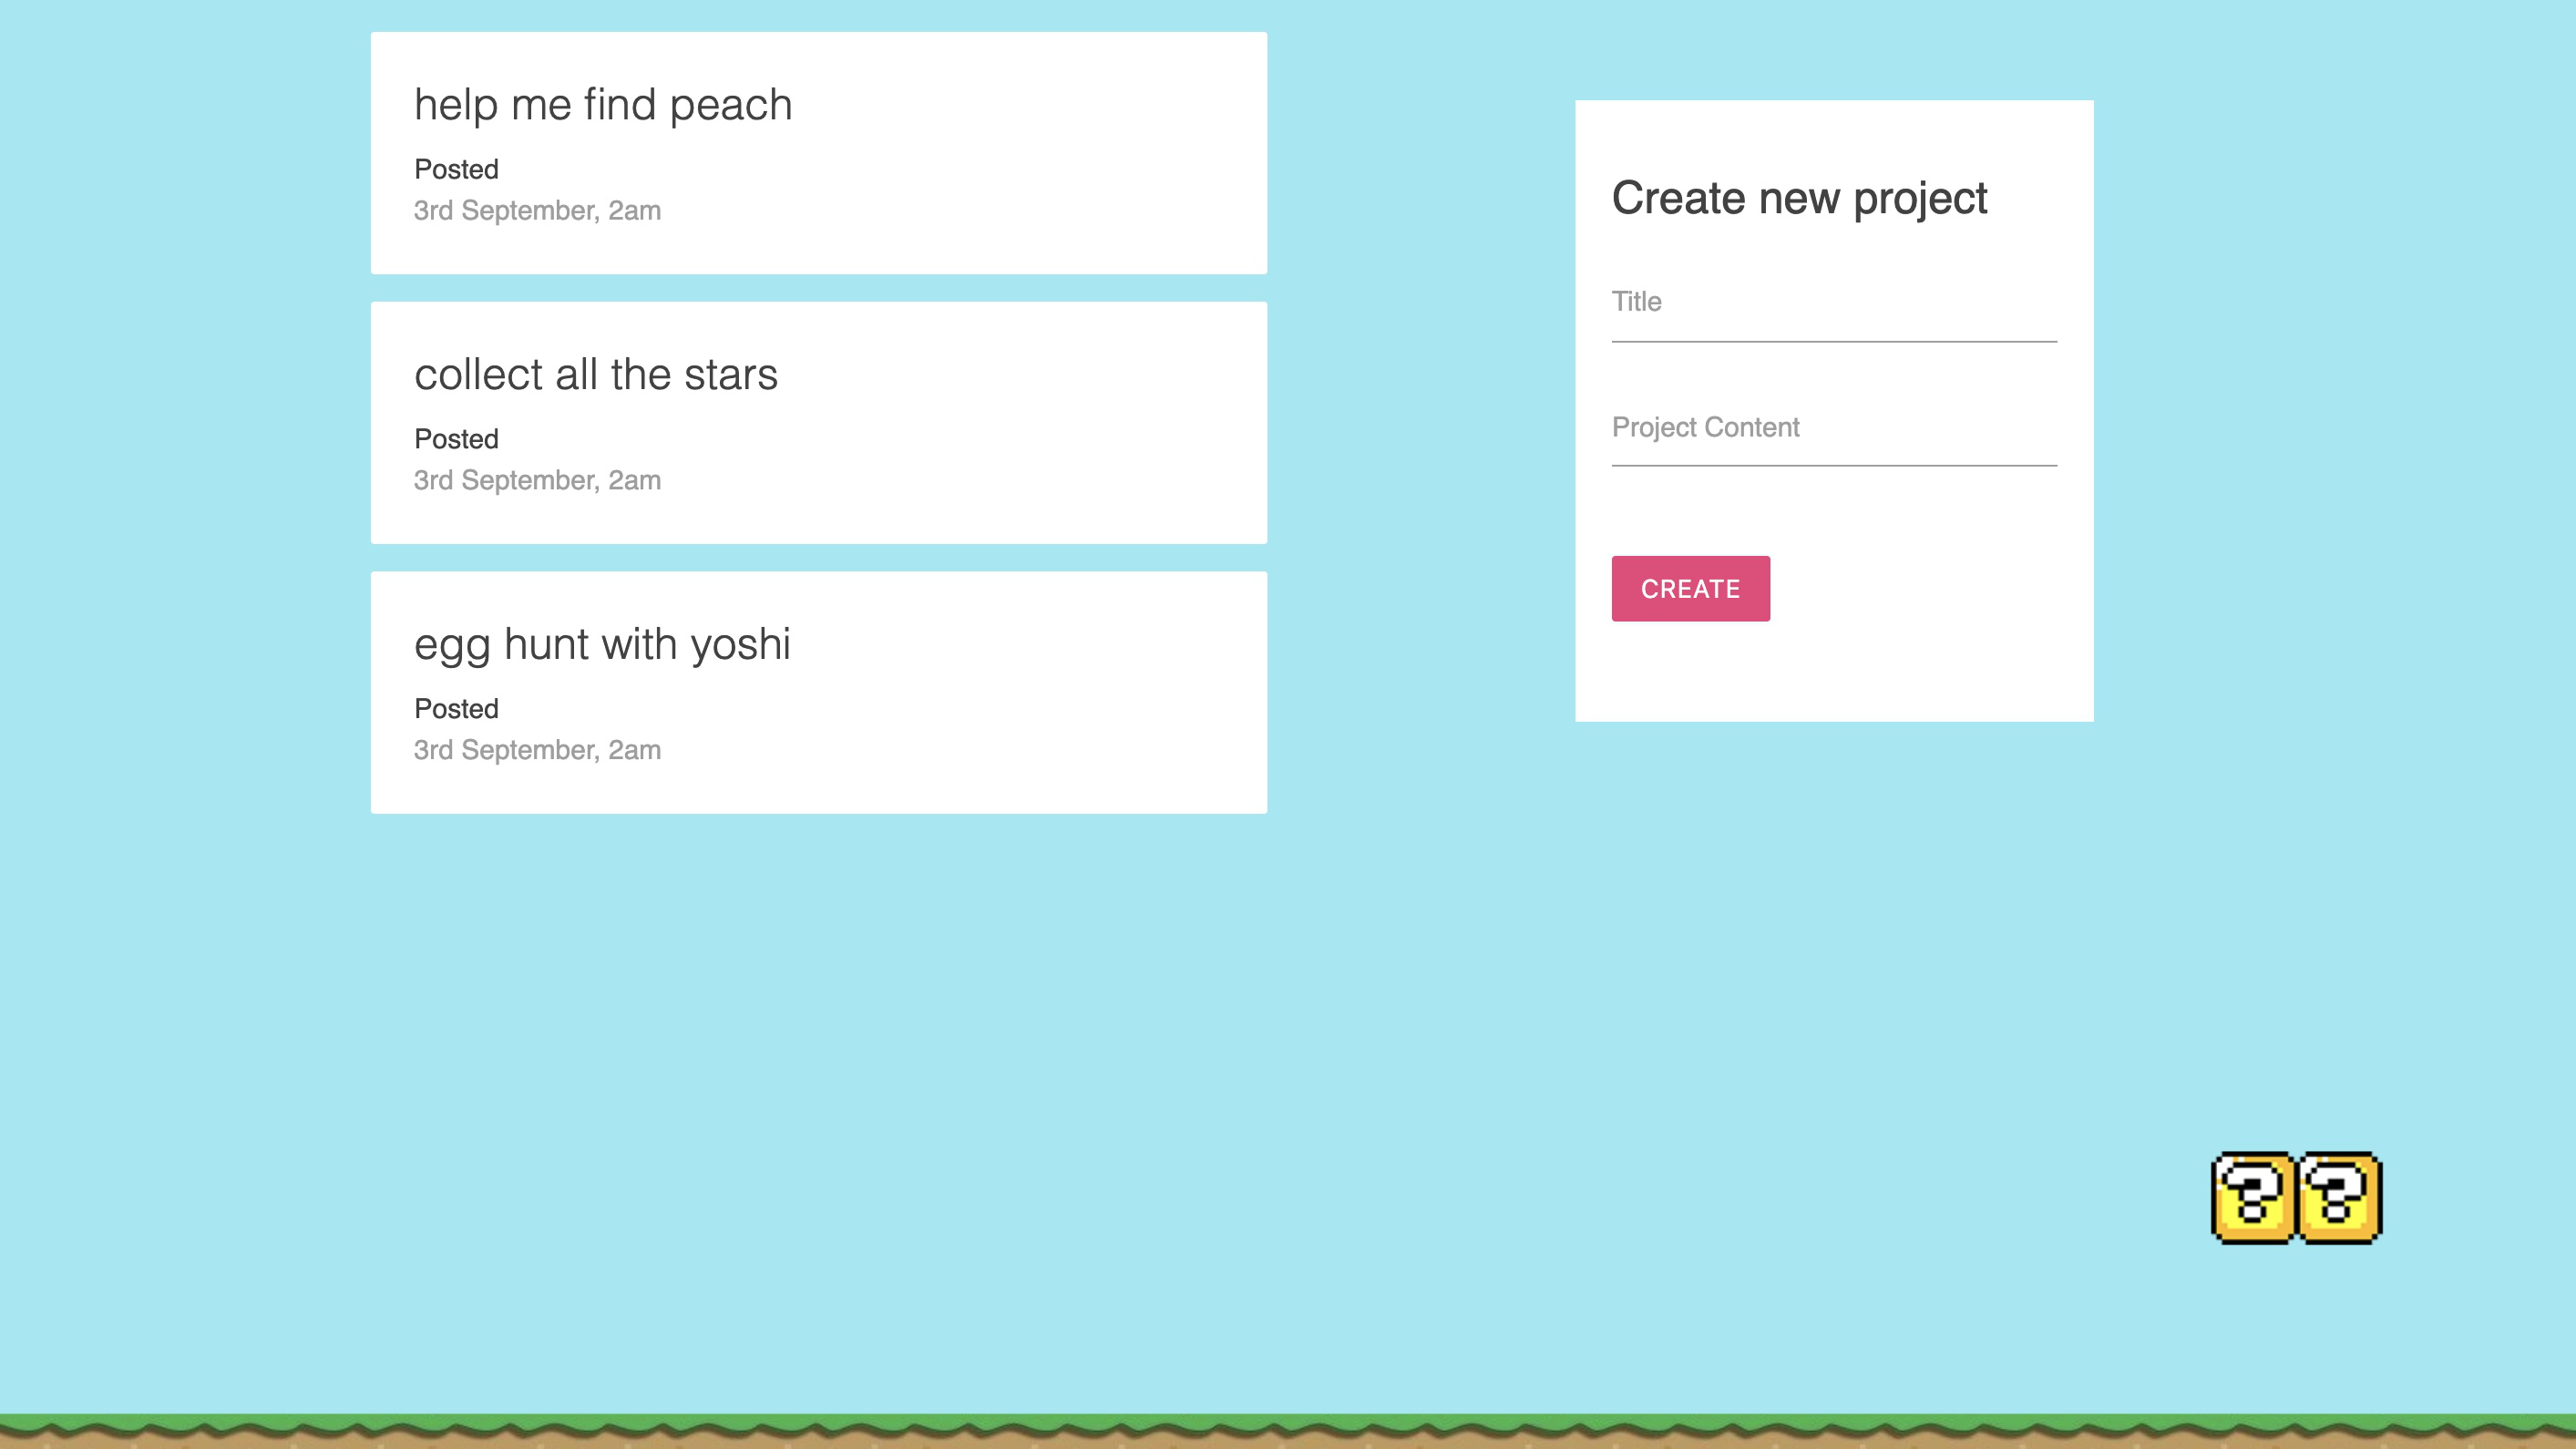 help me find peach
Posted
3rd September, 2am
collect all the stars
Posted
3rd September, 2am
egg hunt with yoshi
Posted
3rd September, 2am
Create new project
Title
Project Content
CREATE
? ?